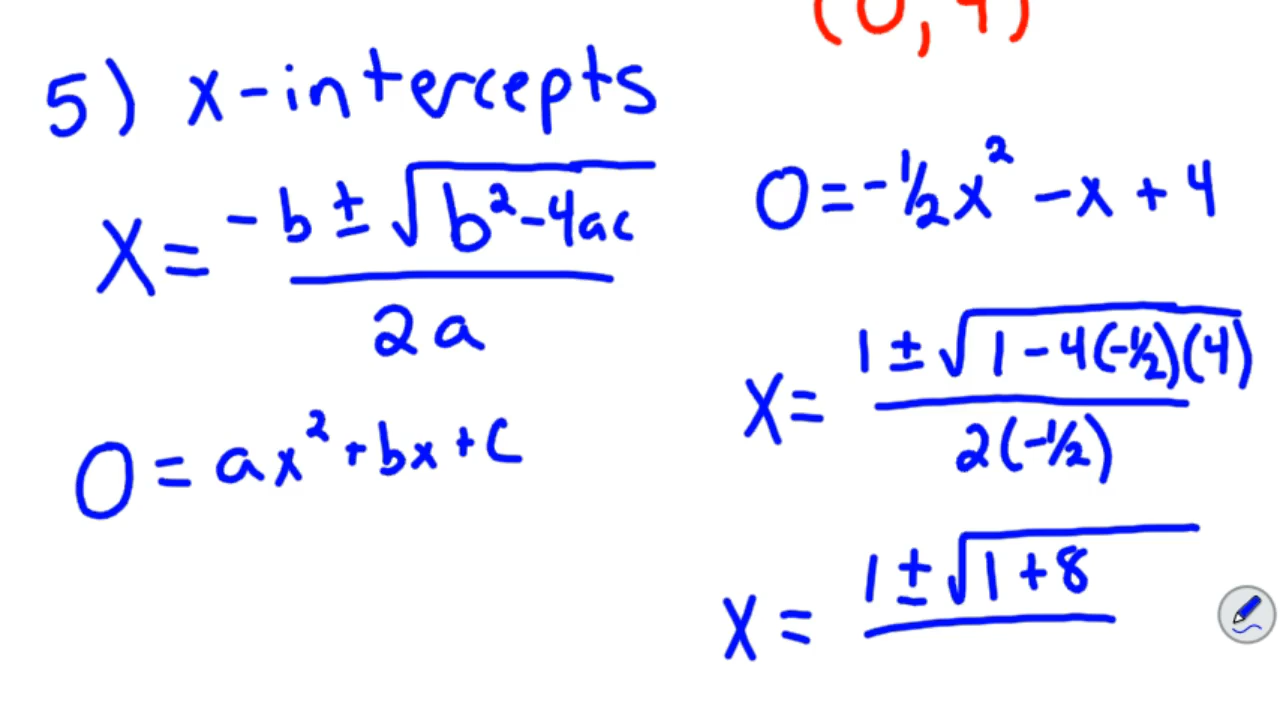 (0,4)
5) x-intercepts
X = -b ± √(b²-4ac) / 2a
0 = ax² + bx + c
0 = -1/2x² - x + 4
X = 1 ± √(1 - 4(-1/2)(4)) / 2(-1/2)
X = 1 ± √(1 + 8)